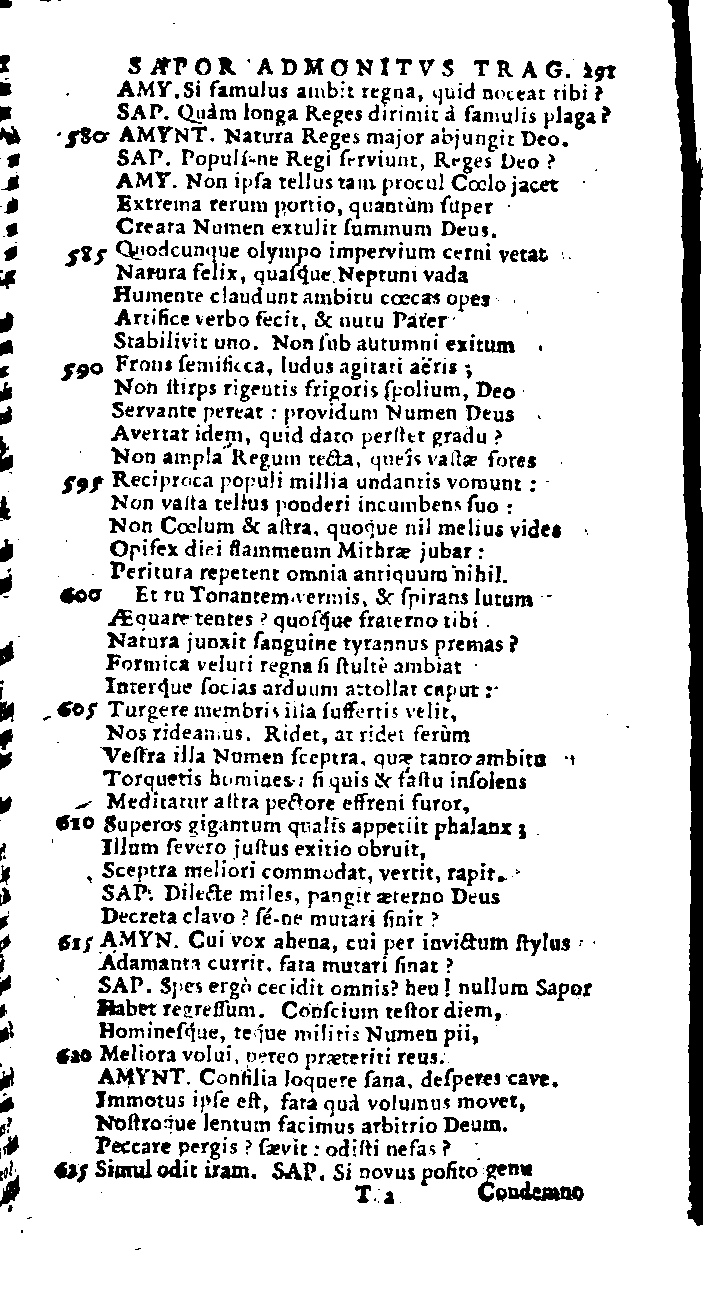 SAPOR ADMONITVS TRAG. 291
AMY. Si famulus ambit regna, quid noceat tibi ?
SAP. Quàm longa Reges dirimit à famulis plaga ?
580 AMYNT. Natura Reges major abjungit Deo.
SAP. Populi-ne Regi ſerviunt, Reges Deo ?
AMY. Non ipſa tellus tam procul Cœlo jacet
Extrema rerum portio, quantùm ſuper
Creata Numen extulit ſummum Deus.
585 Quodcunque olympo impervium cerni vetat
Natura felix, quaſque Neptuni vada
Humente claudunt ambitu cœcas opes
Artifice verbo fecit, & nutu Pater
Stabilivit uno. Non ſub autumni exitum
590 Frons ſemiſicca, ludus agitati aëris ;
Non ſtirps rigentis frigoris ſpolium, Deo
Servante pereat : providum Numen Deus
Avertat idem, quid dato perſtet gradu ?
Non ampla Regum tecta, queîs vaſtæ fores
595 Reciproca populi millia undantis vomunt :
Non vaſta tellus ponderi incumbens ſuo :
Non Cœlum & aſtra, quoque nil melius vides
Opifex diei flammeum Mithræ jubar :
Peritura repetent omnia antiquum nihil.
600 Et tu Tonantem vermis, & ſpirans lutum
Æquare tentes ? quoſque fraterno tibi
Natura junxit ſanguine tyrannus premas ?
Formica veluti regna ſi ſtultè ambiat
Interque ſocias arduum attollat caput :
605 Turgere membris illa ſuffertis velit,
Nos rideamus. Ridet, at ridet ferùm
Veſtra illa Numen ſceptra, quæ tanto ambitu
Torquetis homines : ſi quis & faſtu inſolens
Meditatur aſtra pectore effreni furor,
610 Superos gigantum qualis appetiit phalanx ;
Illum ſevero juſtus exitio obruit,
Sceptra meliori commodat, vertit, rapit.
SAP. Dilecte miles, pangit æterno Deus
Decreta clavo ? ſé-ne mutari ſinit ?
615 AMYN. Cui vox ahena, cui per invictum ſtylus
Adamanta currit, fata mutari ſinat ?
SAP. Spes ergò cecidit omnis? heu ! nullum Sapor
Habet regreſſum. Conſcium teſtor diem,
Hominesque, teque militis Numen pii,
620 Meliora volui, pereo præteriti reus.
AMYNT. Conſilia loquere ſana, deſperes cave.
Immotus ipſe eſt, fata quà volumus movet,
Noſtroque lentum facimus arbitrio Deum.
Peccare pergis ? ſævit : odiſti nefas ?
625 Simul odit iram. SAP. Si novus poſito genu
T 2 Condemno